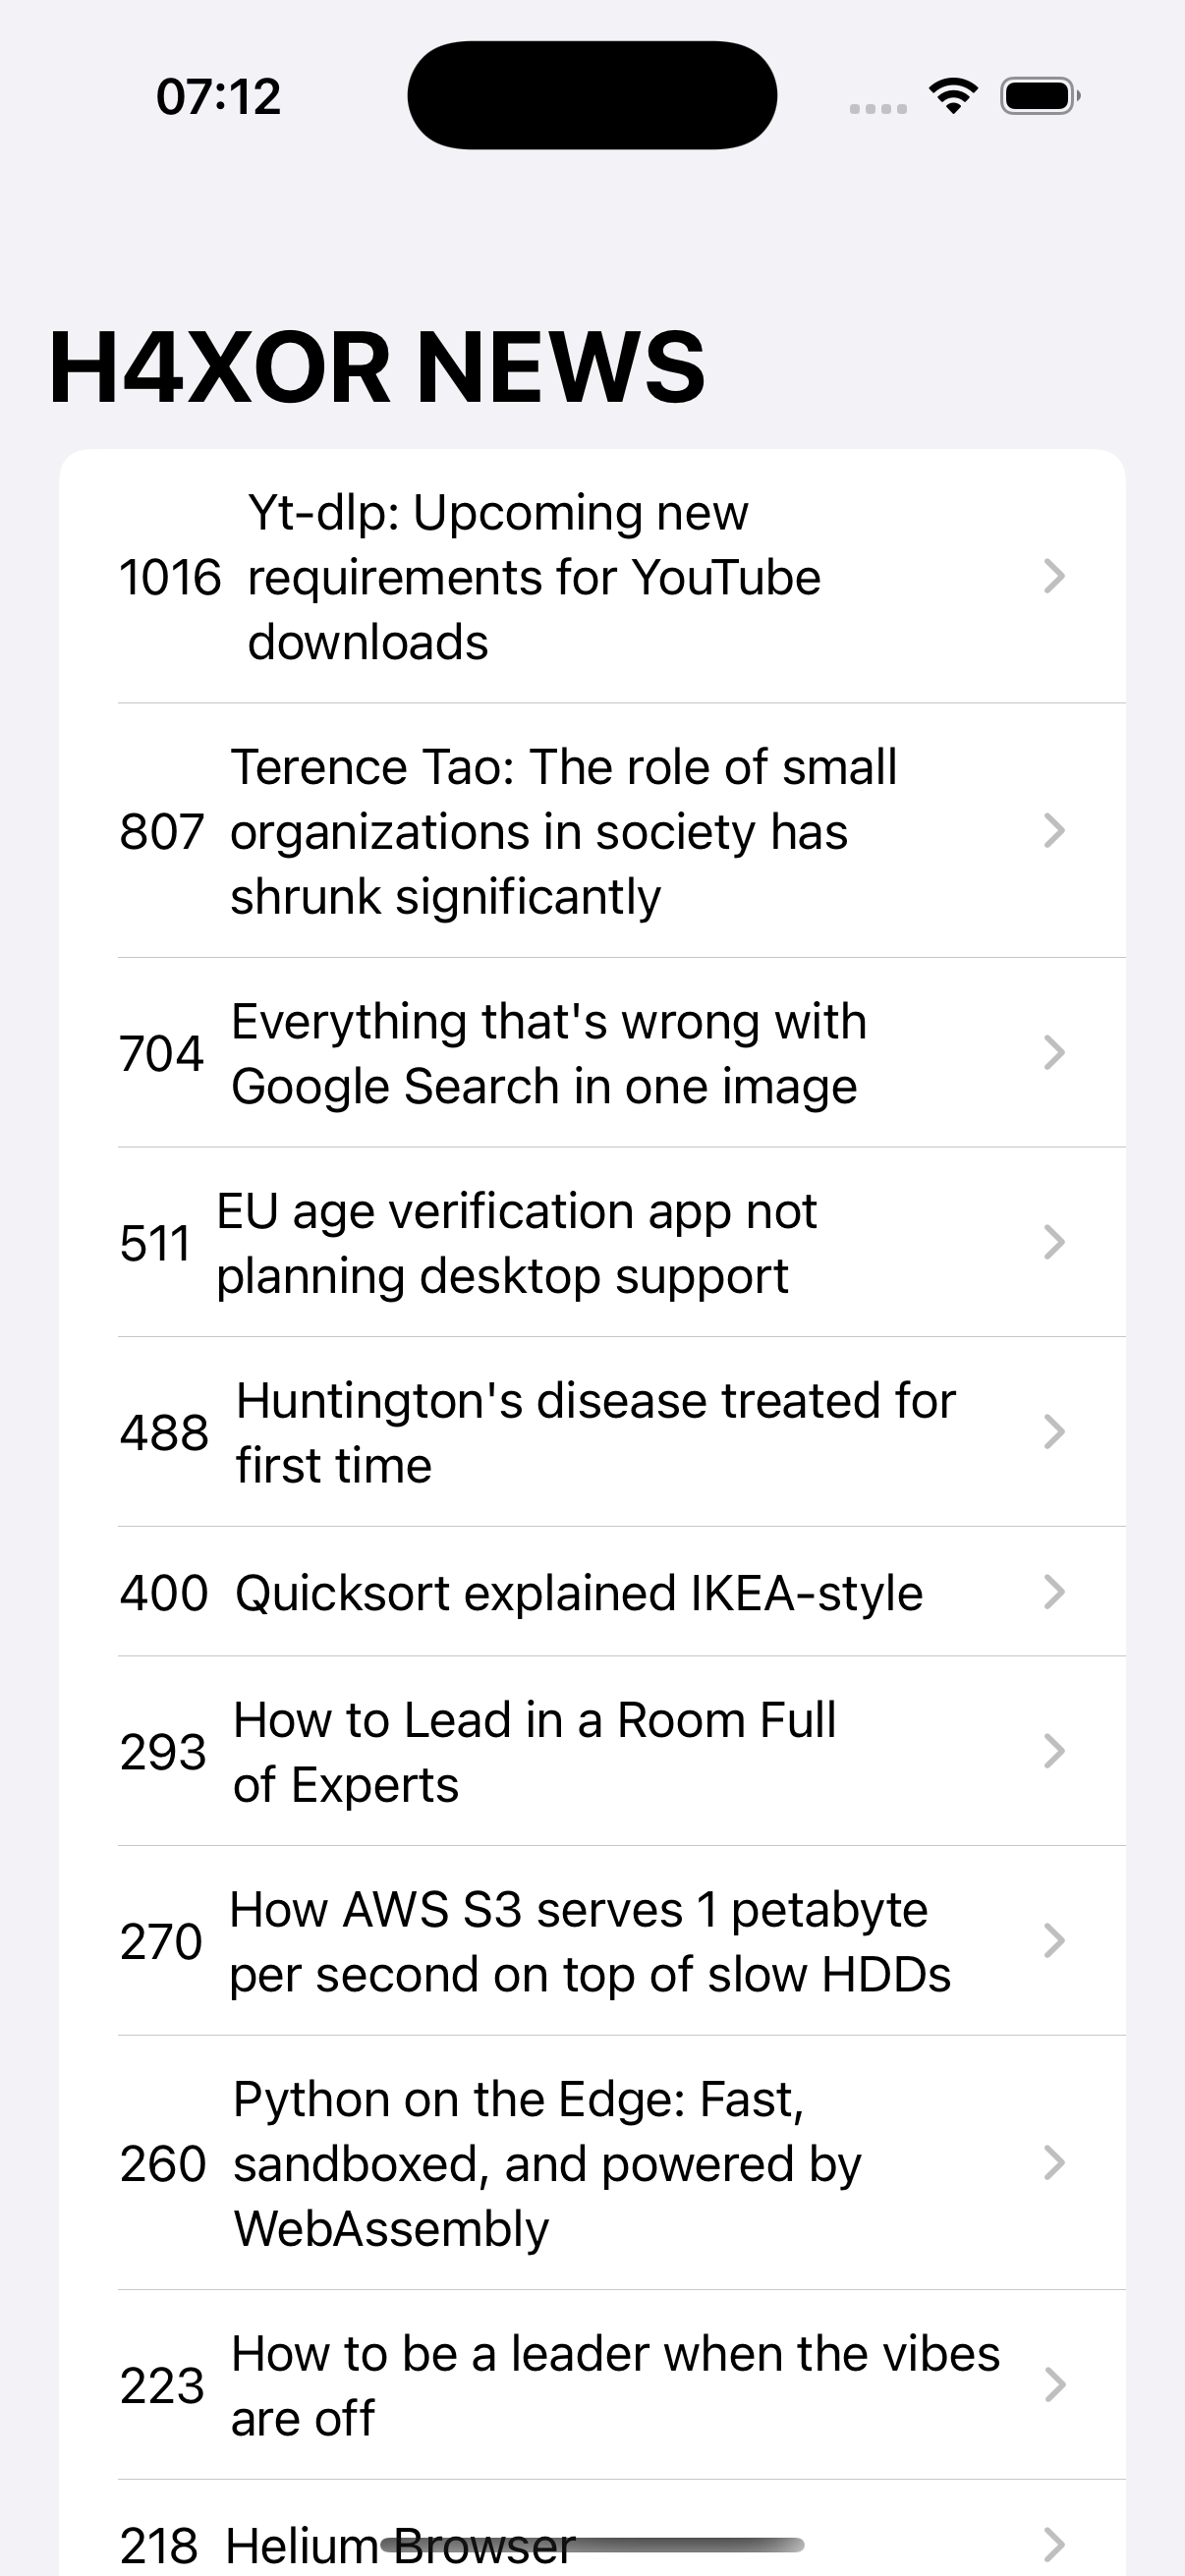 07:12
H4XOR NEWS
1016
Yt-dlp: Upcoming new
requirements for YouTube
downloads
807
Terence Tao: The role of small
organizations in society has
shrunk significantly
704
Everything that's wrong with
Google Search in one image
511
EU age verification app not
planning desktop support
488
Huntington's disease treated for
first time
400 Quicksort explained IKEA-style
293
How to Lead in a Room Full
of Experts
270
How AWS S3 serves 1 petabyte
per second on top of slow HDDs
260
Python on the Edge: Fast,
sandboxed, and powered by
WebAssembly
223
How to be a leader when the vibes
are off
218 Helium Browser